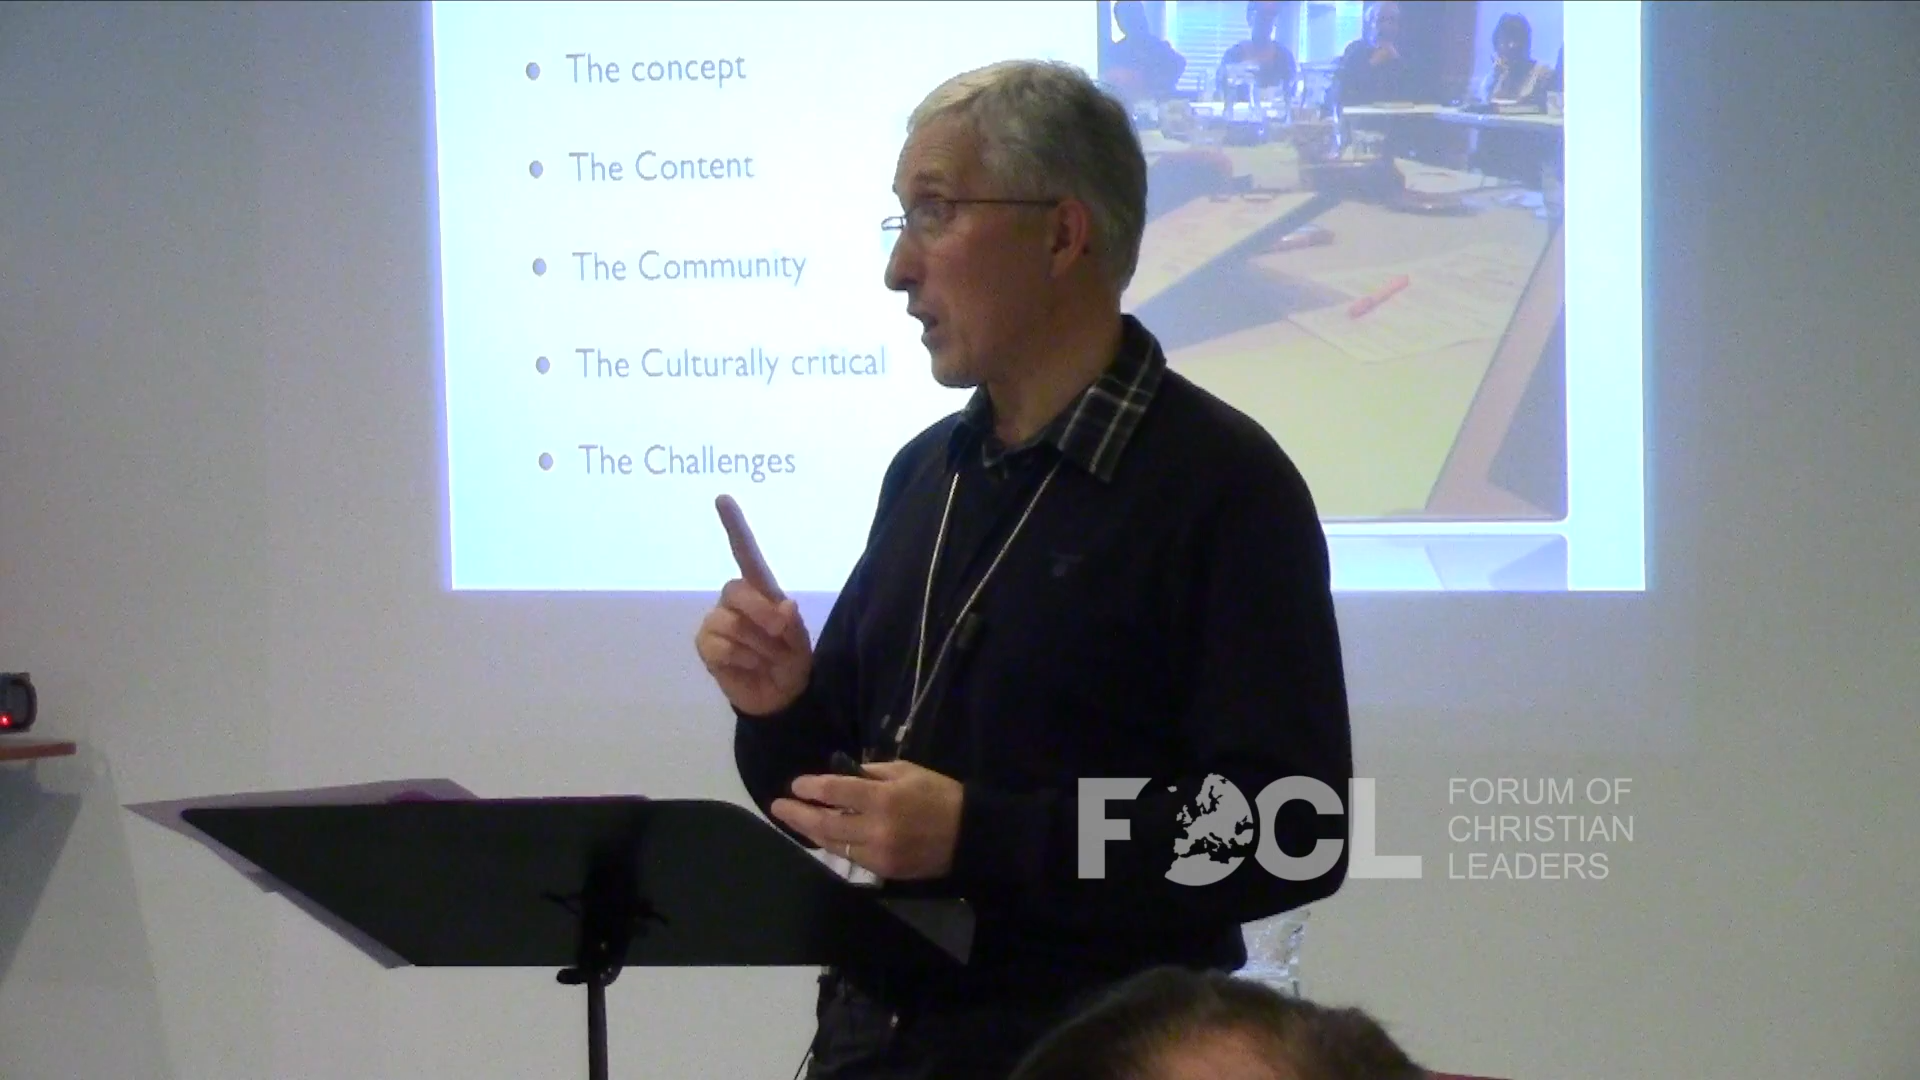 The concept
The Content
The Community
The Culturally critical
The Challenges
FOCL
FORUM OF
CHRISTIAN
LEADERS